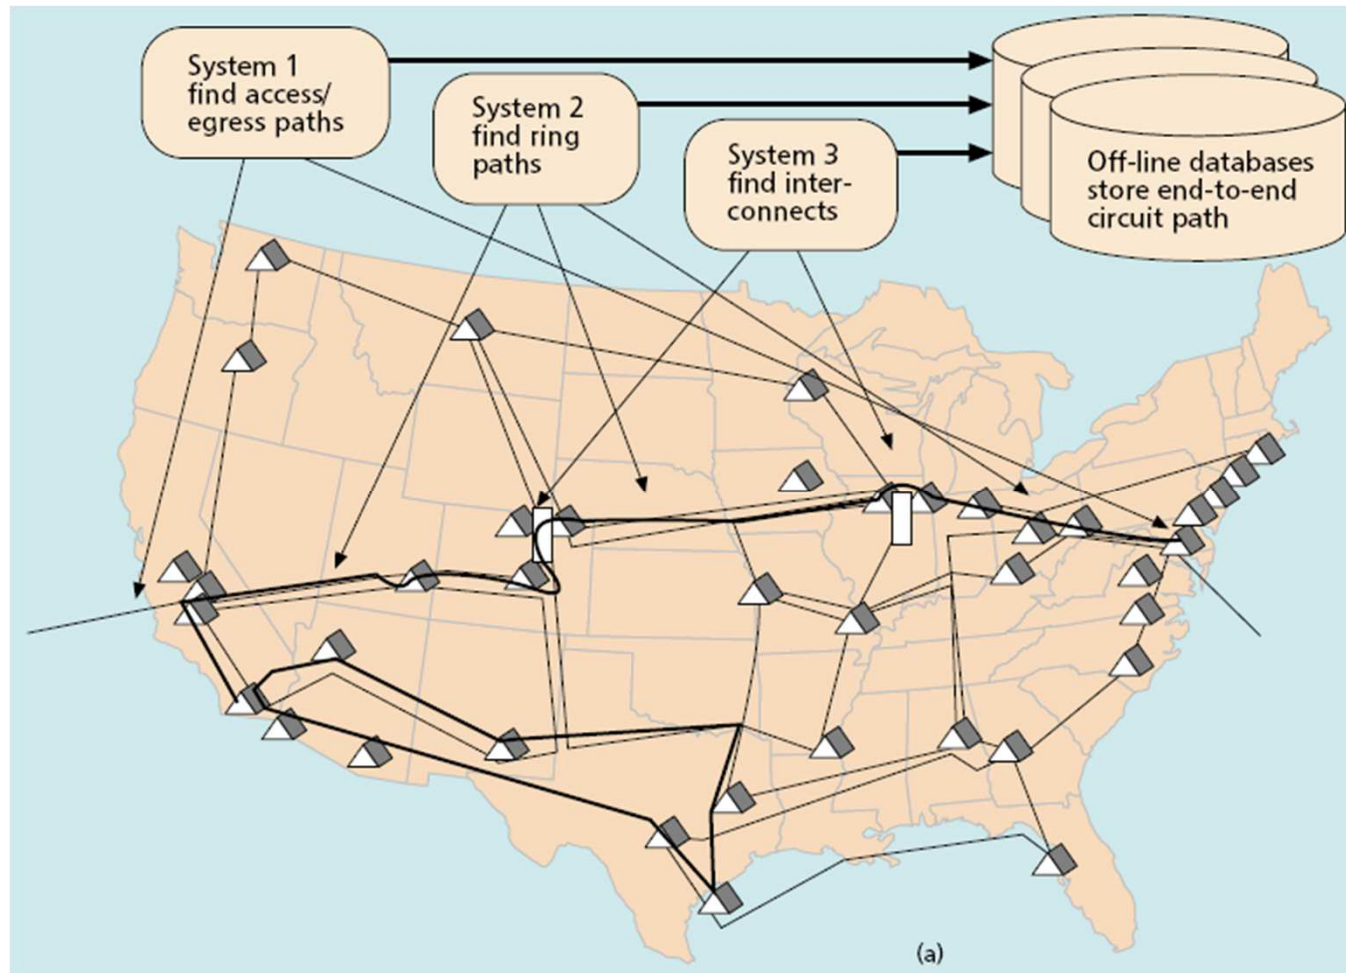 System 1
find access/
egress paths
System 2
find ring
paths
System 3
find inter-
connects
Off-line databases
store end-to-end
circuit path
(a)